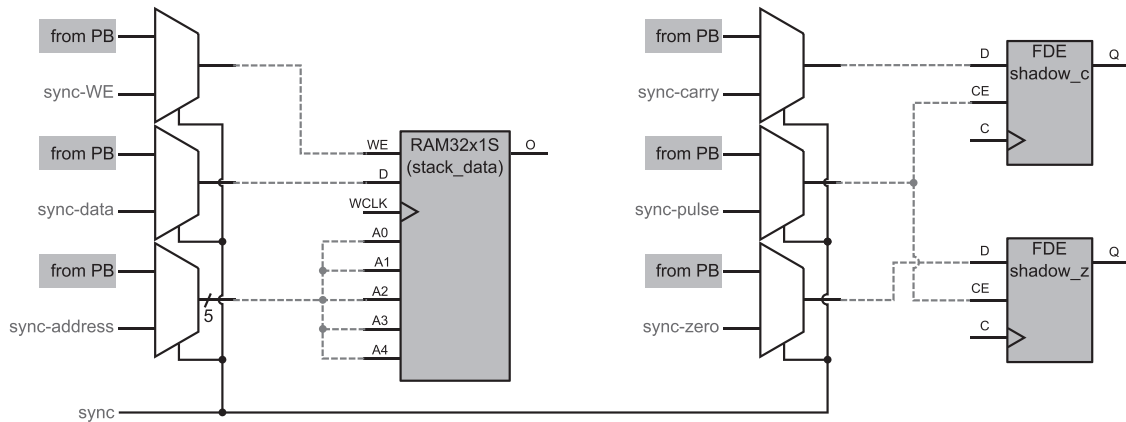 from PB
sync-WE
from PB
sync-data
from PB
sync-address
5
sync
WE
D
WCLK
A0
A1
A2
A3
A4
RAM32x1S
(stack_data)
O
from PB
sync-carry
from PB
sync-pulse
from PB
sync-zero
D
CE
C
FDE
shadow_c
Q
D
CE
C
FDE
shadow_z
Q